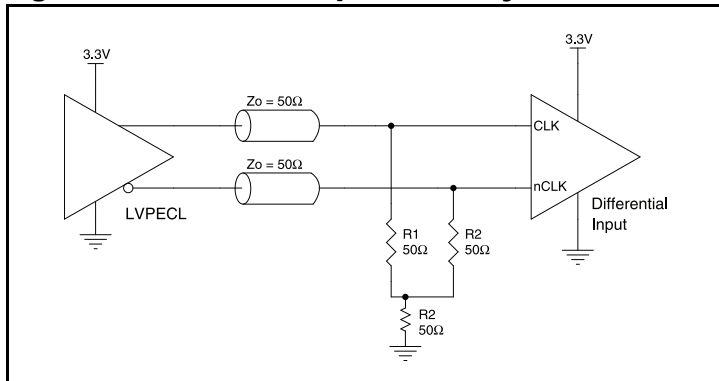 3.3V
3.3V
Zo = 50Ω
CLK
Zo = 50Ω
nCLK
LVPECL
Differential
Input
R1
50Ω
R2
50Ω
R2
50Ω